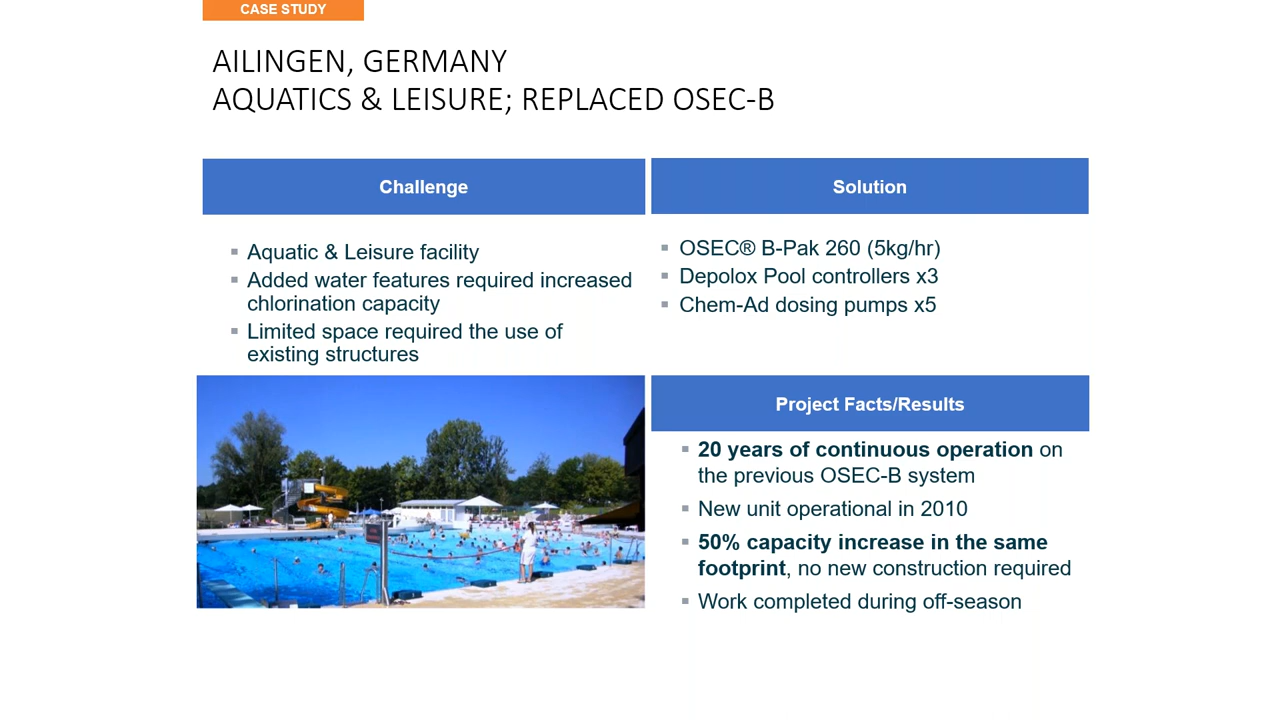 CASE STUDY
AILINGEN, GERMANY
AQUATICS & LEISURE; REPLACED OSEC-B
Challenge
Aquatic & Leisure facility
Added water features required increased
chlorination capacity
Limited space required the use of
existing structures
Solution
OSEC® B-Pak 260 (5kg/hr)
Depolox Pool controllers x3
Chem-Ad dosing pumps x5
Project Facts/Results
20 years of continuous operation on
the previous OSEC-B system
New unit operational in 2010
50% capacity increase in the same
footprint, no new construction required
Work completed during off-season